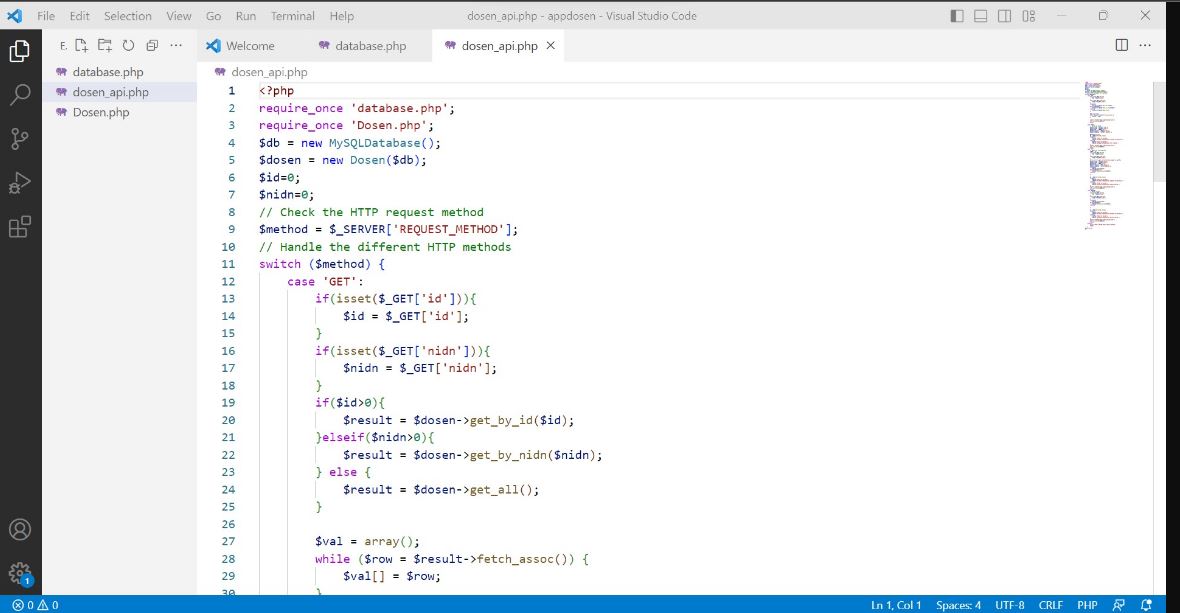 File Edit Selection View Go Run Terminal Help dosen_api.php - appdosen - Visual Studio Code
E.
Welcome database.php dosen_api.php
database.php
dosen_api.php
Dosen.php
dosen_api.php
1 <?php
2 require_once 'database.php';
3 require_once 'Dosen.php';
4 $db = new MySQLDatabase();
5 $dosen = new Dosen($db);
6 $id=0;
7 $nidn=0;
8 // Check the HTTP request method
9 $method = $_SERVER['REQUEST_METHOD'];
10 // Handle the different HTTP methods
11 switch ($method) {
12 case 'GET':
13 if(isset($_GET['id'])){
14 $id = $_GET['id'];
15 }
16 if(isset($_GET['nidn'])){
17 $nidn = $_GET['nidn'];
18 }
19 if($id>0){
20 $result = $dosen->get_by_id($id);
21 }elseif($nidn>0){
22 $result = $dosen->get_by_nidn($nidn);
23 } else {
24 $result = $dosen->get_all();
25 }
26
27 $val = array();
28 while ($row = $result->fetch_assoc()) {
29 $val[] = $row;
30 }
1
0 0 Ln 1, Col 1 Spaces: 4 UTF-8 CRLF PHP